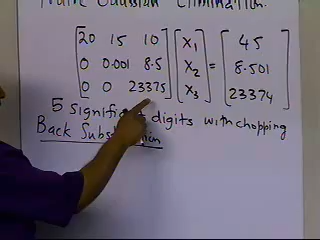 Naive Gaussian Elimination.
20 15 10 x1 45
0 0.001 8.5 x2 = 8.501
0 0 23375 x3 23374
5 significant digits with chopping
Back Substitution